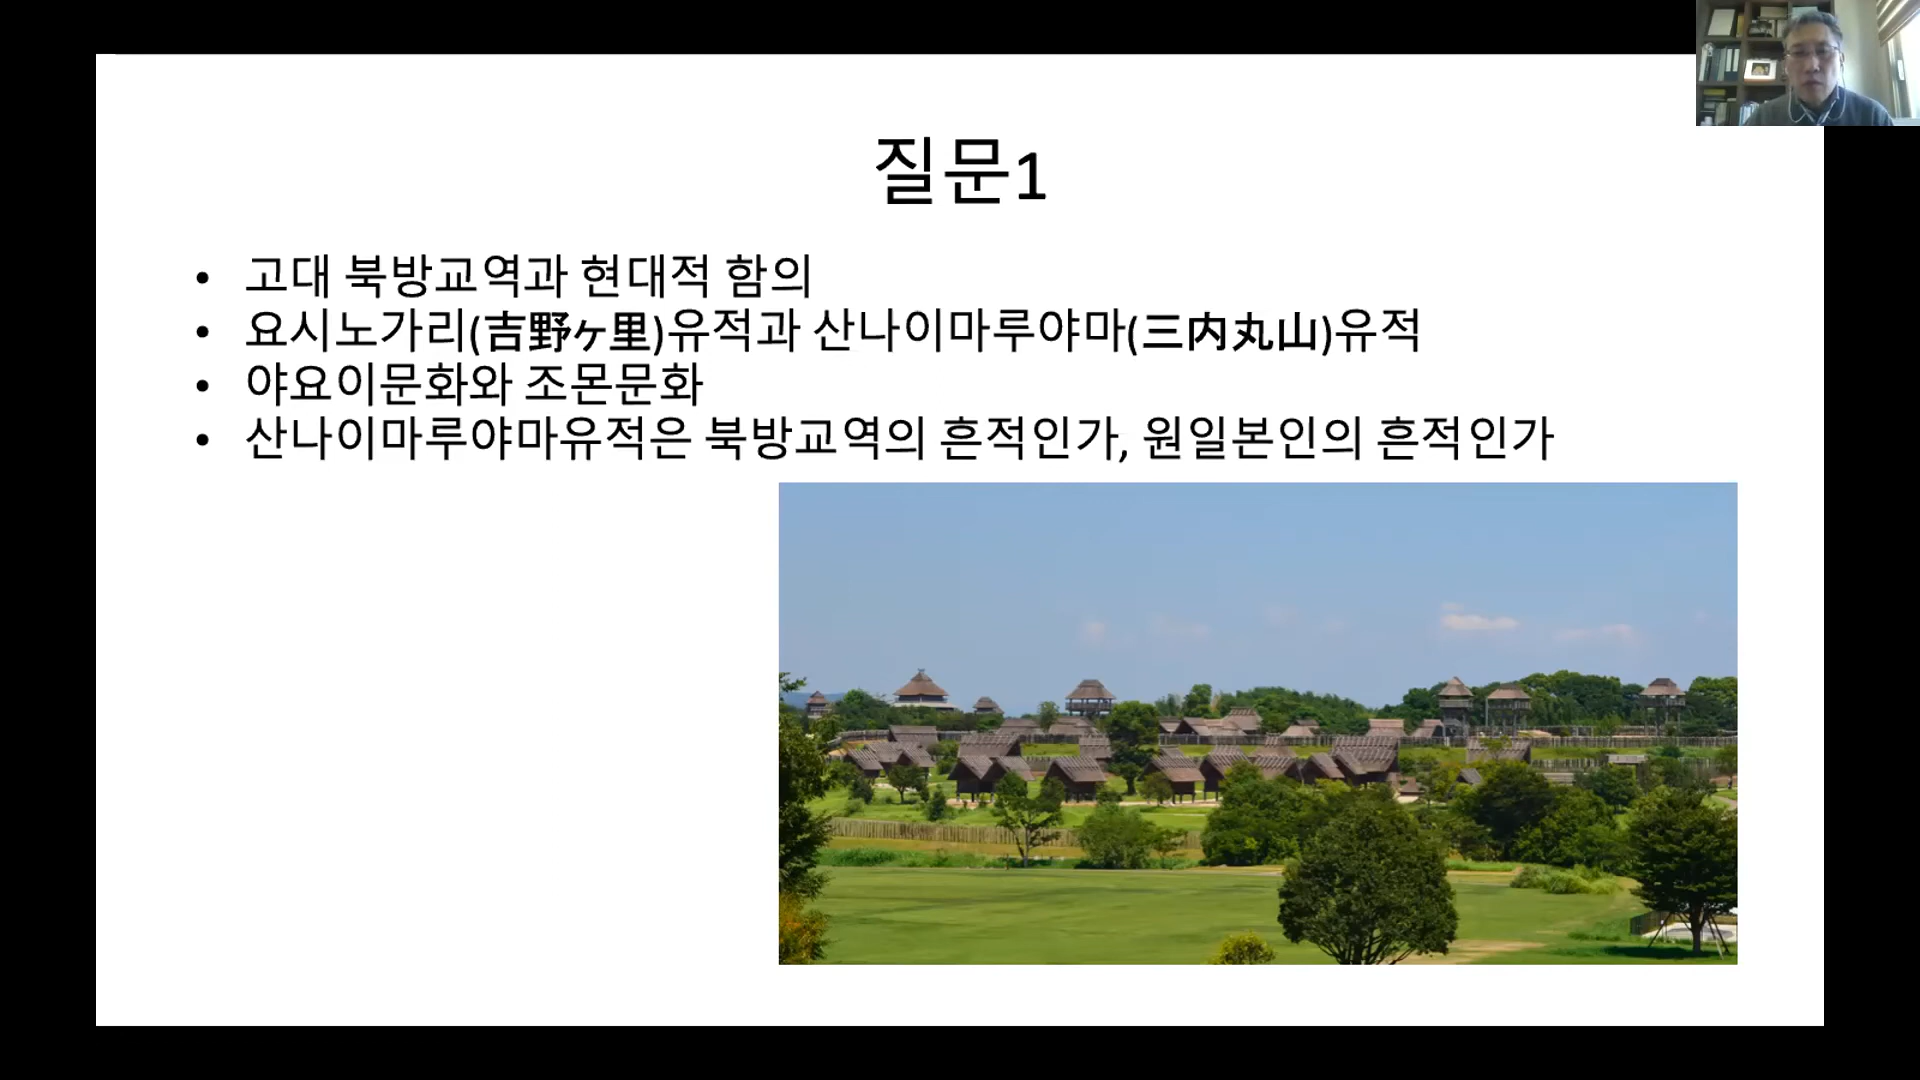 질문1
• 고대 북방교역과 현대적 함의
• 요시노가리(吉野ヶ里)유적과 산나이마루야마(三内丸山)유적
• 야요이문화와 조몬문화
• 산나이마루야마유적은 북방교역의 흔적인가, 원일본인의 흔적인가